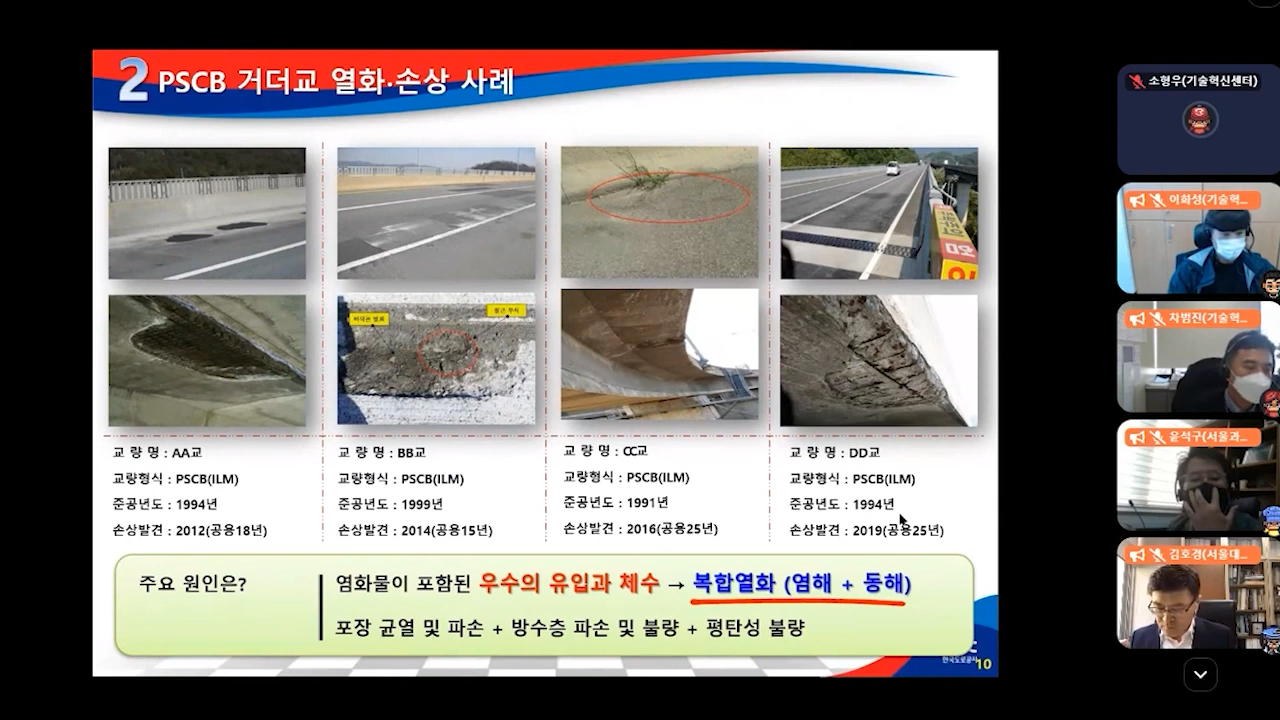 2 PSCB 거더교 열화·손상 사례
바닥판 열화
철근 부식
교 량 명 : AA교
교량형식 : PSCB(ILM)
준공년도 : 1994년
손상발견 : 2012(공용18년)
교 량 명 : BB교
교량형식 : PSCB(ILM)
준공년도 : 1999년
손상발견 : 2014(공용15년)
교 량 명 : CC교
교량형식 : PSCB(ILM)
준공년도 : 1991년
손상발견 : 2016(공용25년)
교 량 명 : DD교
교량형식 : PSCB(ILM)
준공년도 : 1994년
손상발견 : 2019(공용25년)
주요 원인은?
염화물이 포함된 우수의 유입과 체수 → 복합열화 (염해 + 동해)
포장 균열 및 파손 + 방수층 파손 및 불량 + 평탄성 불량
한국도로공사
10
소형우(기술혁신센터)
이화성(기술혁...
차범진(기술혁...
윤석구(서울과...
김호경(서울대...